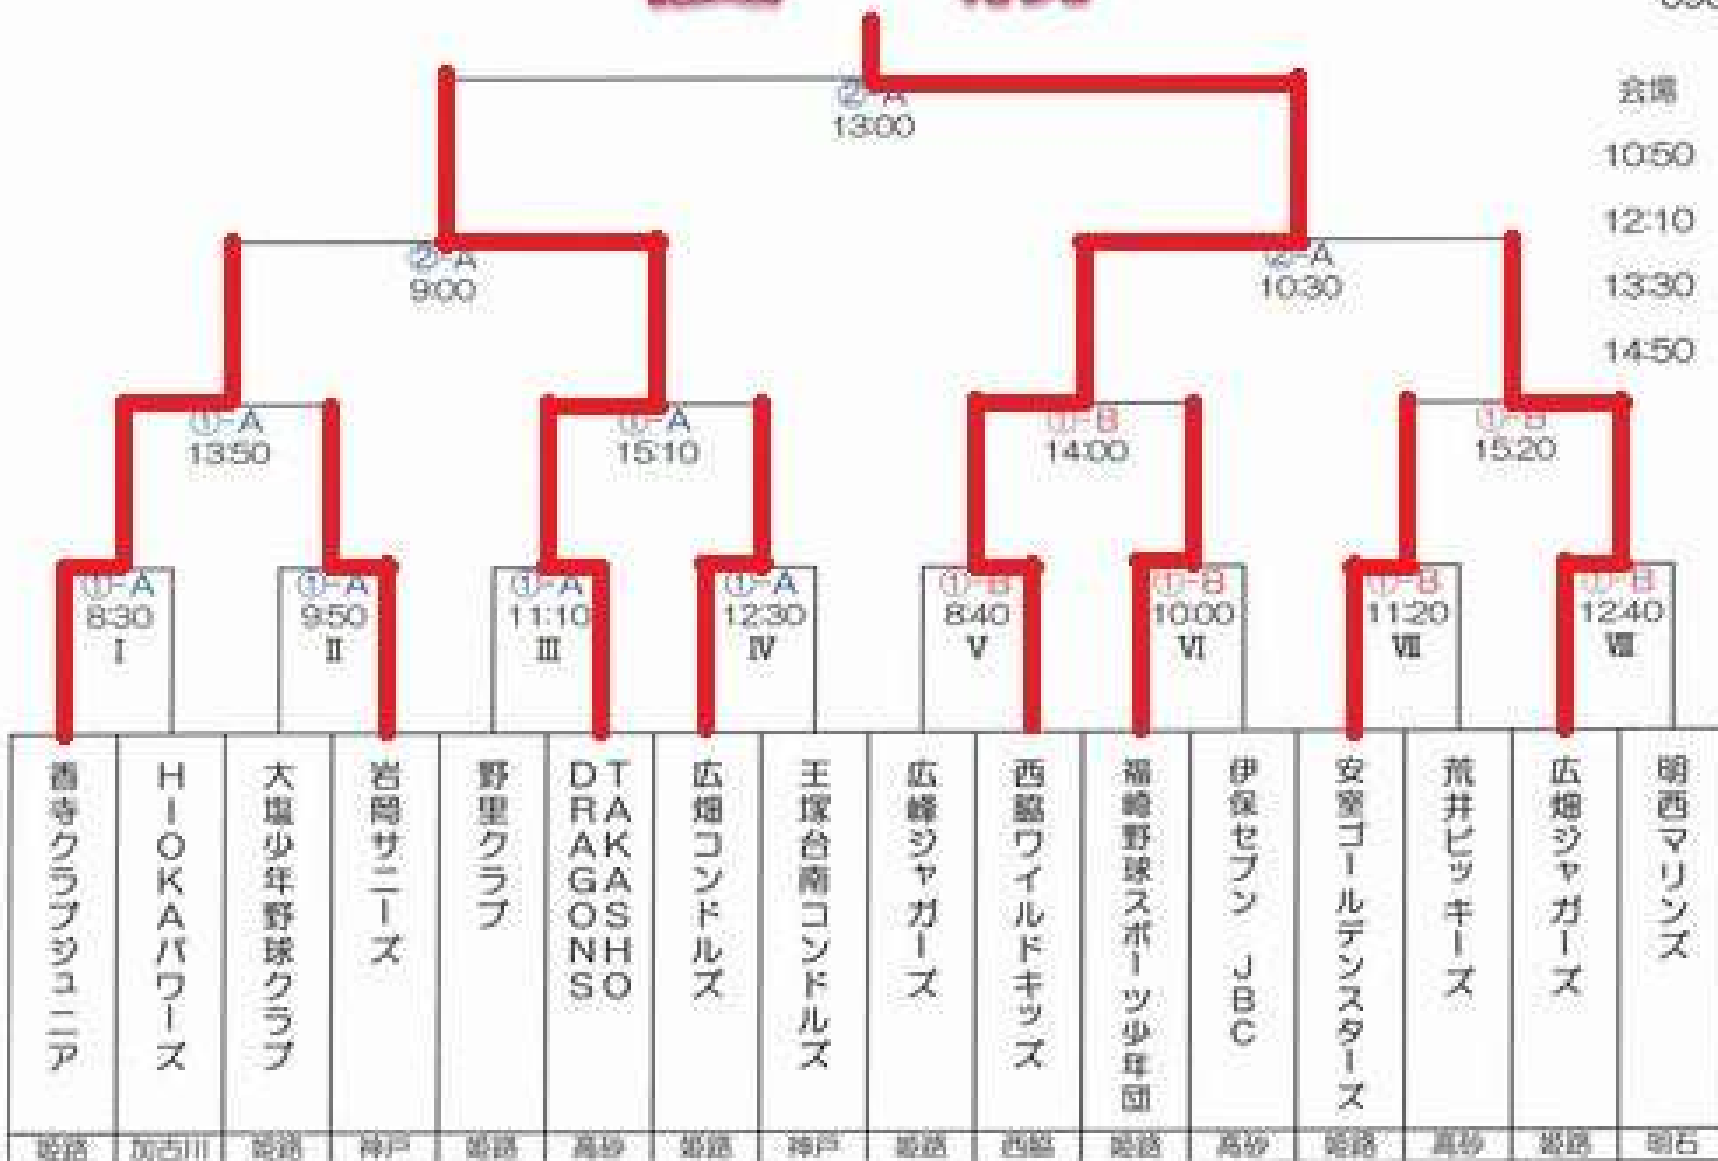 会場
②-A
13:00
10:50
12:10
②-A
9:00
②-A
10:30
13:30
14:50
①-A
13:50
①-A
15:10
①-B
14:00
①-B
15:20
①-A
8:30
I
①-A
9:50
II
①-A
11:10
III
①-A
12:30
IV
①-B
8:40
V
①-B
10:00
VI
①-B
11:20
VII
①-B
12:40
VIII
香寺クラブジュニア
HIOKAパワーズ
大塩少年野球クラブ
岩岡サニーズ
野里クラブ
TAKASHO
DRAGONS
広畑コンドルズ
王塚台南コンドルズ
広峰ジャガーズ
西脇ワイルドキッズ
福崎野球スポーツ少年団
伊保セブン JBC
安室ゴールデンスターズ
荒井ビッキーズ
広畑ジャガーズ
明西マリンズ
姫路
加古川
姫路
神戸
姫路
高砂
姫路
神戸
姫路
西脇
姫路
高砂
姫路
高砂
姫路
明石